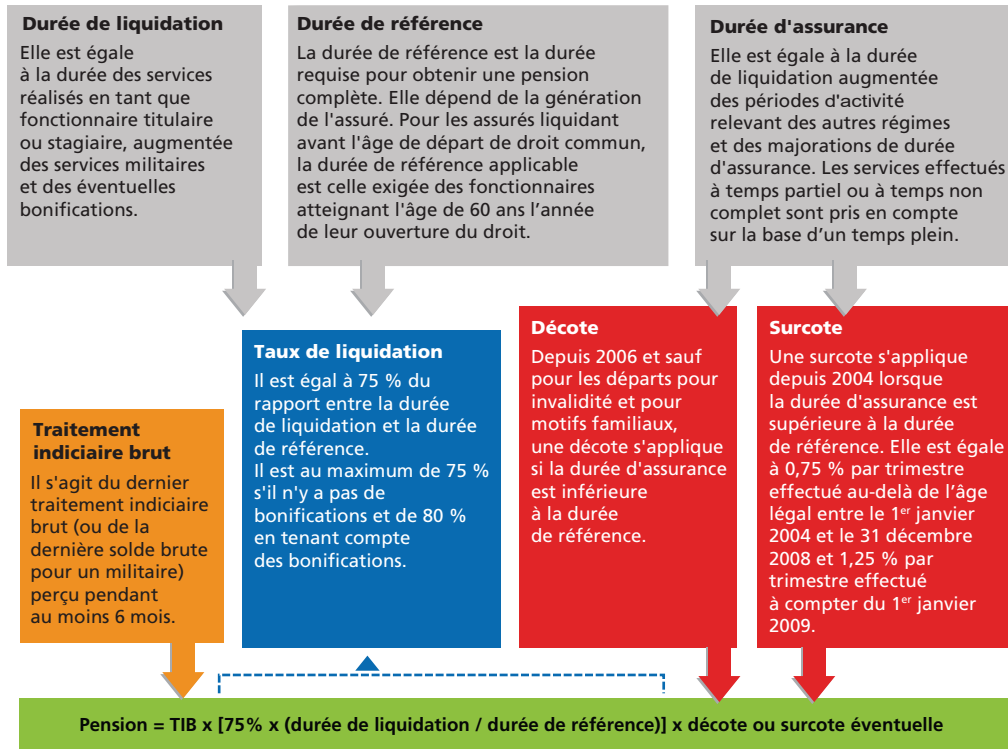 Durée de liquidation
Elle est égale
à la durée des services
réalisés en tant que
fonctionnaire titulaire
ou stagiaire, augmentée
des services militaires
et des éventuelles
bonifications.
Durée de référence
La durée de référence est la durée
requise pour obtenir une pension
complète. Elle dépend de la génération
de l'assuré. Pour les assurés liquidant
avant l'âge de départ de droit commun,
la durée de référence applicable
est celle exigée des fonctionnaires
atteignant l'âge de 60 ans l’année
de leur ouverture du droit.
Durée d'assurance
Elle est égale à la durée
de liquidation augmentée
des périodes d'activité
relevant des autres régimes
et des majorations de durée
d'assurance. Les services effectués
à temps partiel ou à temps non
complet sont pris en compte
sur la base d’un temps plein.
Traitement
indiciaire brut
Il s'agit du dernier
traitement indiciaire
brut (ou de la
dernière solde brute
pour un militaire)
perçu pendant
au moins 6 mois.
Taux de liquidation
Il est égal à 75 % du
rapport entre la durée
de liquidation et la durée
de référence.
Il est au maximum de 75 %
s'il n'y a pas de
bonifications et de 80 %
en tenant compte
des bonifications.
Décote
Depuis 2006 et sauf
pour les départs pour
invalidité et pour
motifs familiaux,
une décote s'applique
si la durée d'assurance
est inférieure
à la durée
de référence.
Surcote
Une surcote s'applique
depuis 2004 lorsque
la durée d'assurance est
supérieure à la durée
de référence. Elle est égale
à 0,75 % par trimestre
effectué au-delà de l’âge
légal entre le 1er janvier
2004 et le 31 décembre
2008 et 1,25 % par
trimestre effectué
à compter du 1er janvier
2009.
Pension = TIB x [75% x (durée de liquidation / durée de référence)] x décote ou surcote éventuelle